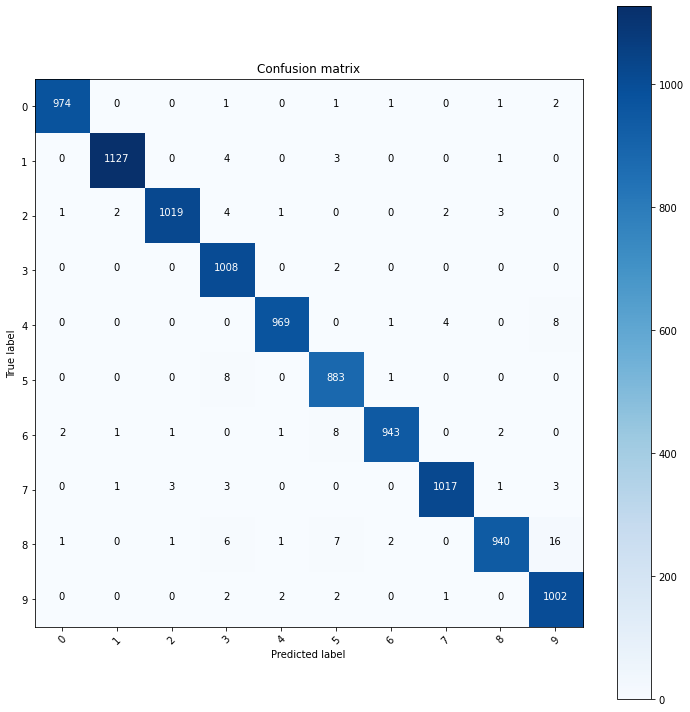 Confusion matrix
0 974 0 0 1 0 1 1 0 1 2
1 0 1127 0 4 0 3 0 0 1 0
2 1 2 1019 4 1 0 0 2 3 0
3 0 0 0 1008 0 2 0 0 0 0
4 0 0 0 0 969 0 1 4 0 8
5 0 0 0 8 0 883 1 0 0 0
6 2 1 1 0 1 8 943 0 2 0
7 0 1 3 3 0 0 0 1017 1 3
8 1 0 1 6 1 7 2 0 940 16
9 0 0 0 2 2 2 0 1 0 1002
0 1 2 3 4 5 6 7 8 9
True label
Predicted label
1000
800
600
400
200
0